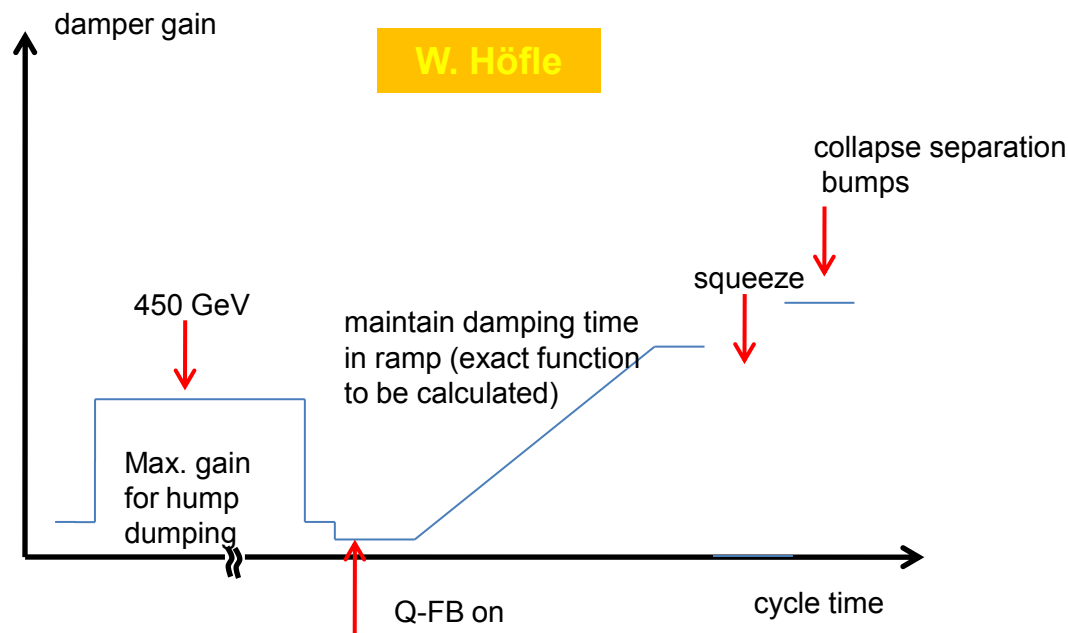 damper gain
W. Höfle
collapse separation
bumps
squeeze
450 GeV
maintain damping time
in ramp (exact function
to be calculated)
Max. gain
for hump
dumping
Q-FB on
cycle time